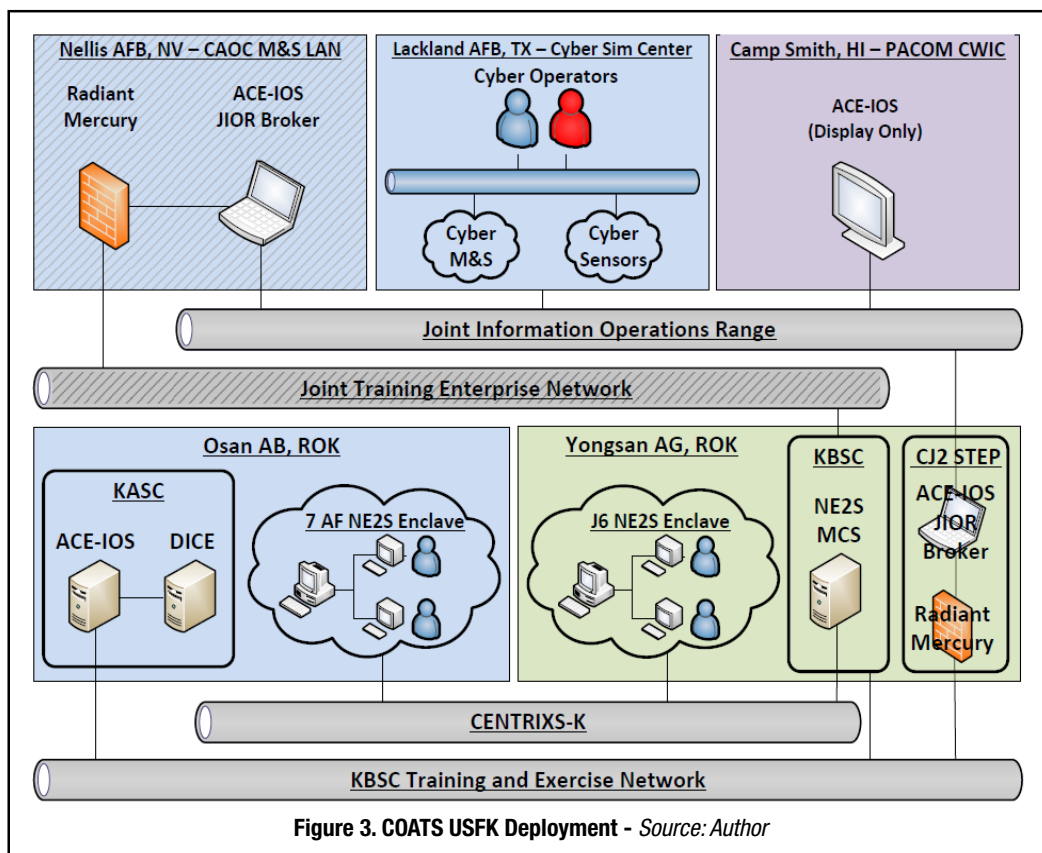 Nellis AFB, NV – CAOC M&S LAN
Radiant
Mercury
ACE-IOS
JIOR Broker
Lackland AFB, TX – Cyber Sim Center
Cyber Operators
Cyber
M&S
Cyber
Sensors
Camp Smith, HI – PACOM CWIC
ACE-IOS
(Display Only)
Joint Information Operations Range
Joint Training Enterprise Network
Osan AB, ROK
KASC
ACE-IOS
DICE
7 AF NE2S Enclave
Yongsan AG, ROK
J6 NE2S Enclave
KBSC
NE2S
MCS
CJ2 STEP
ACE-IOS
JIOR
Broker
Radiant
Mercury
CENTRIXS-K
KBSC Training and Exercise Network
Figure 3. COATS USFK Deployment - Source: Author